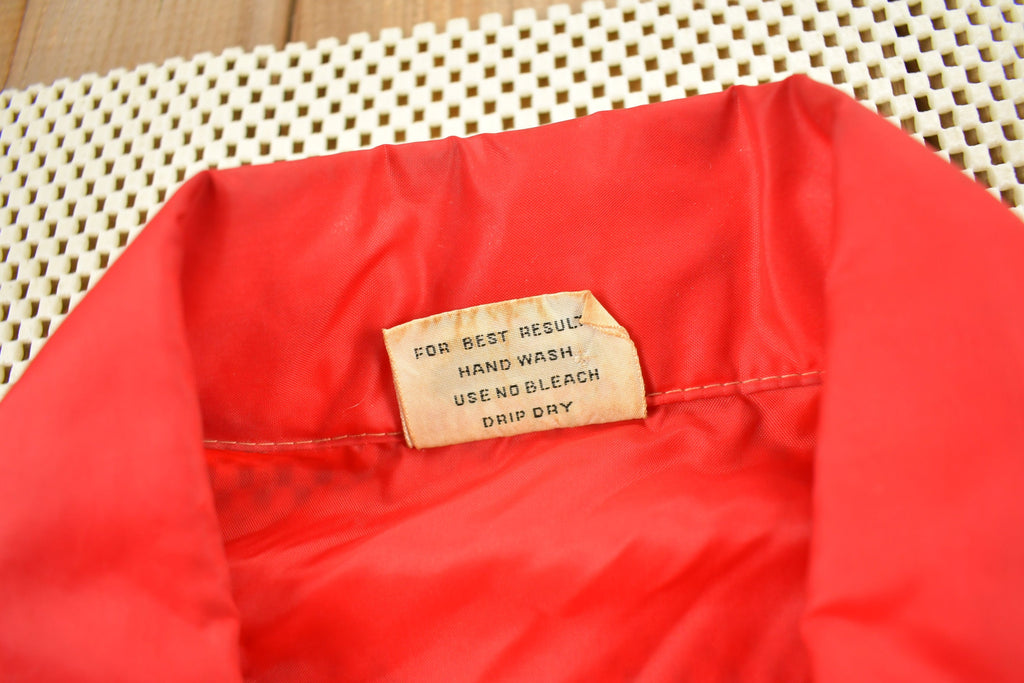 FOR BEST RESULT
HAND WASH
USE NO BLEACH
DRIP DRY